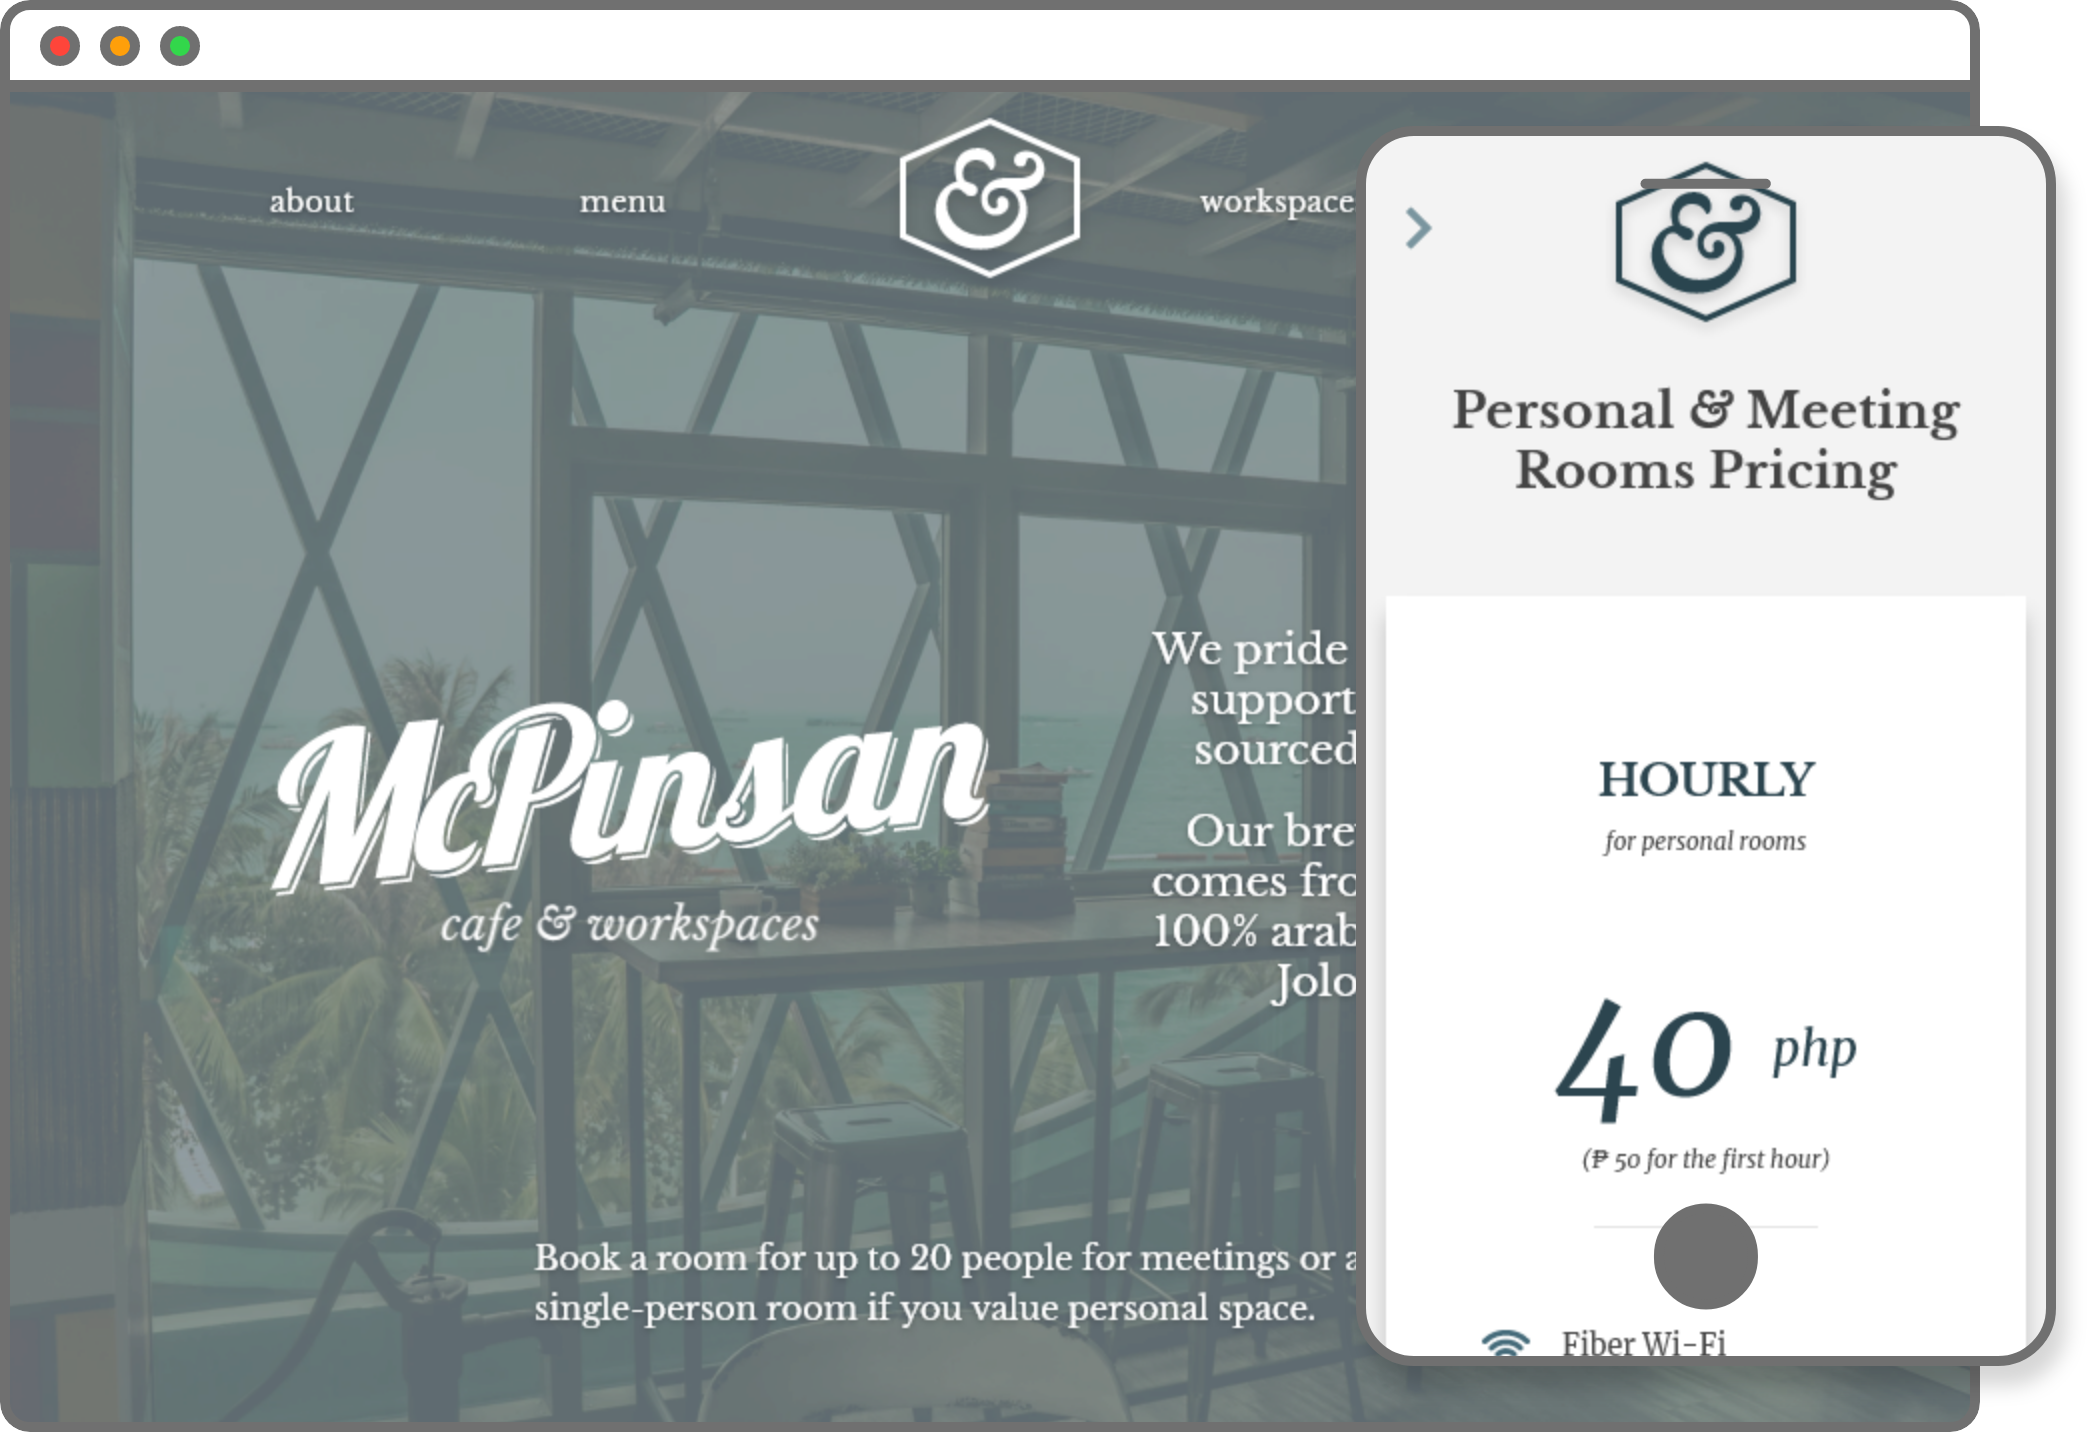 about
menu
&
workspace
McPinsan
cafe & workspaces
We pride
support
sourced
Our bre
comes fro
100% arab
Jolo
Book a room for up to 20 people for meetings or a
single-person room if you value personal space.
&
Personal & Meeting
Rooms Pricing
HOURLY
for personal rooms
40 php
(₱ 50 for the first hour)
Fiber Wi-Fi